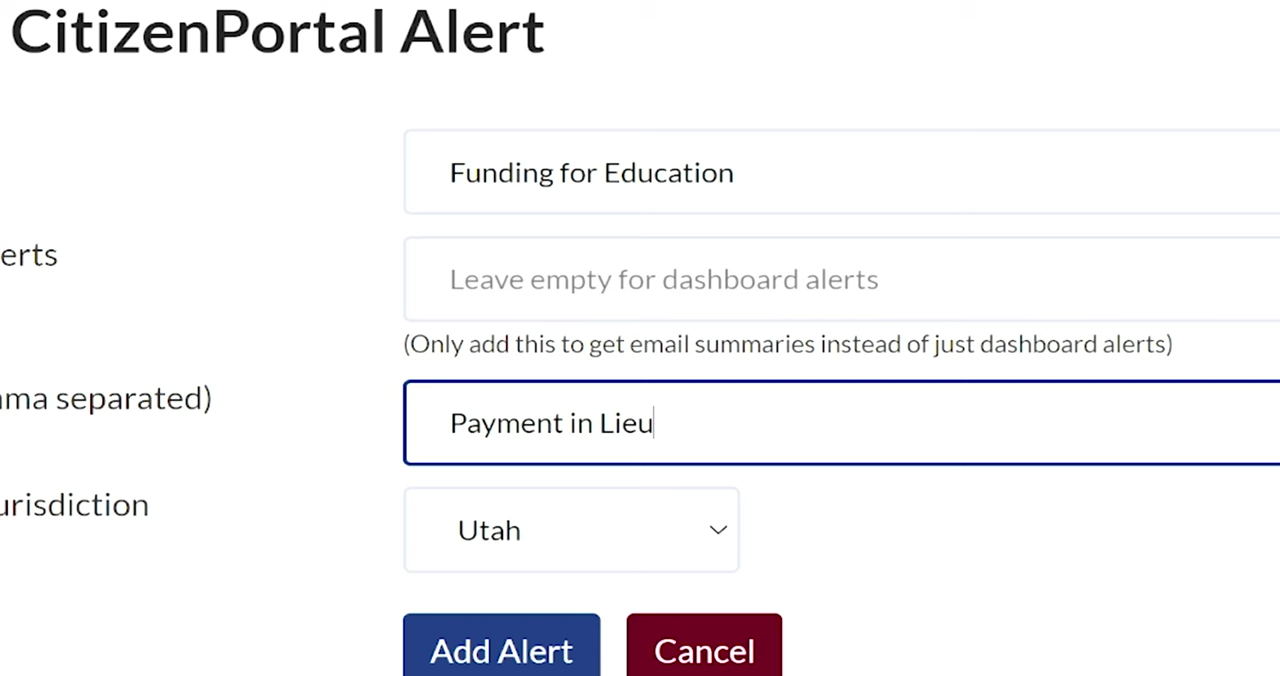 CitizenPortal Alert
Funding for Education
erts
Leave empty for dashboard alerts
(Only add this to get email summaries instead of just dashboard alerts)
ma separated)
Payment in Lieu
urisdiction
Utah
Add Alert
Cancel